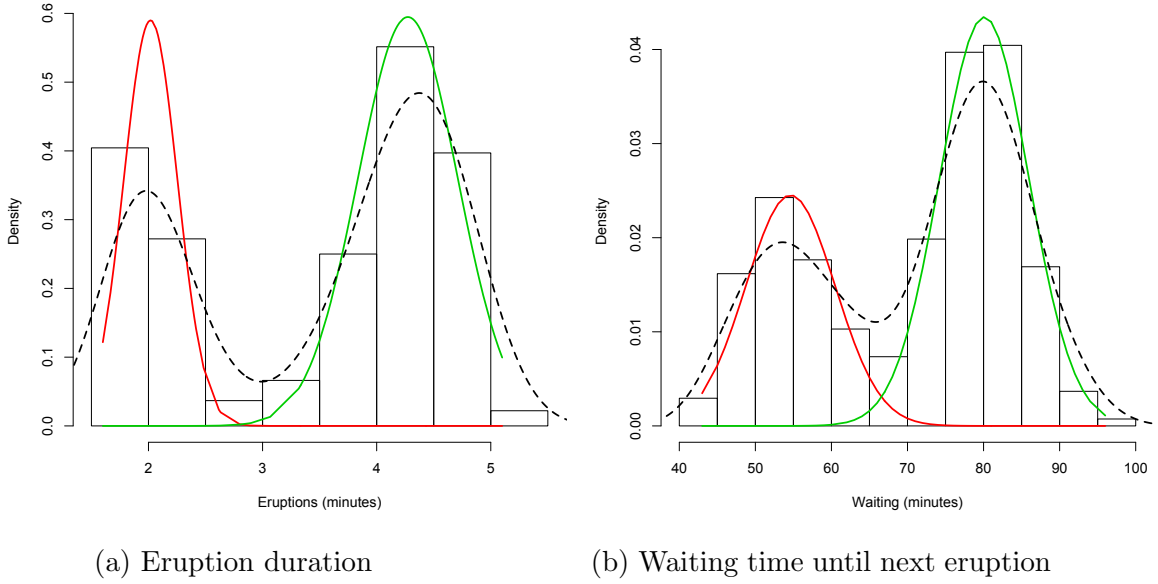 0.6
0.5
0.4
0.3
0.2
0.1
0.0
Density
2 3 4 5
Eruptions (minutes)
(a) Eruption duration
0.04
0.03
0.02
0.01
0.00
Density
40 50 60 70 80 90 100
Waiting (minutes)
(b) Waiting time until next eruption